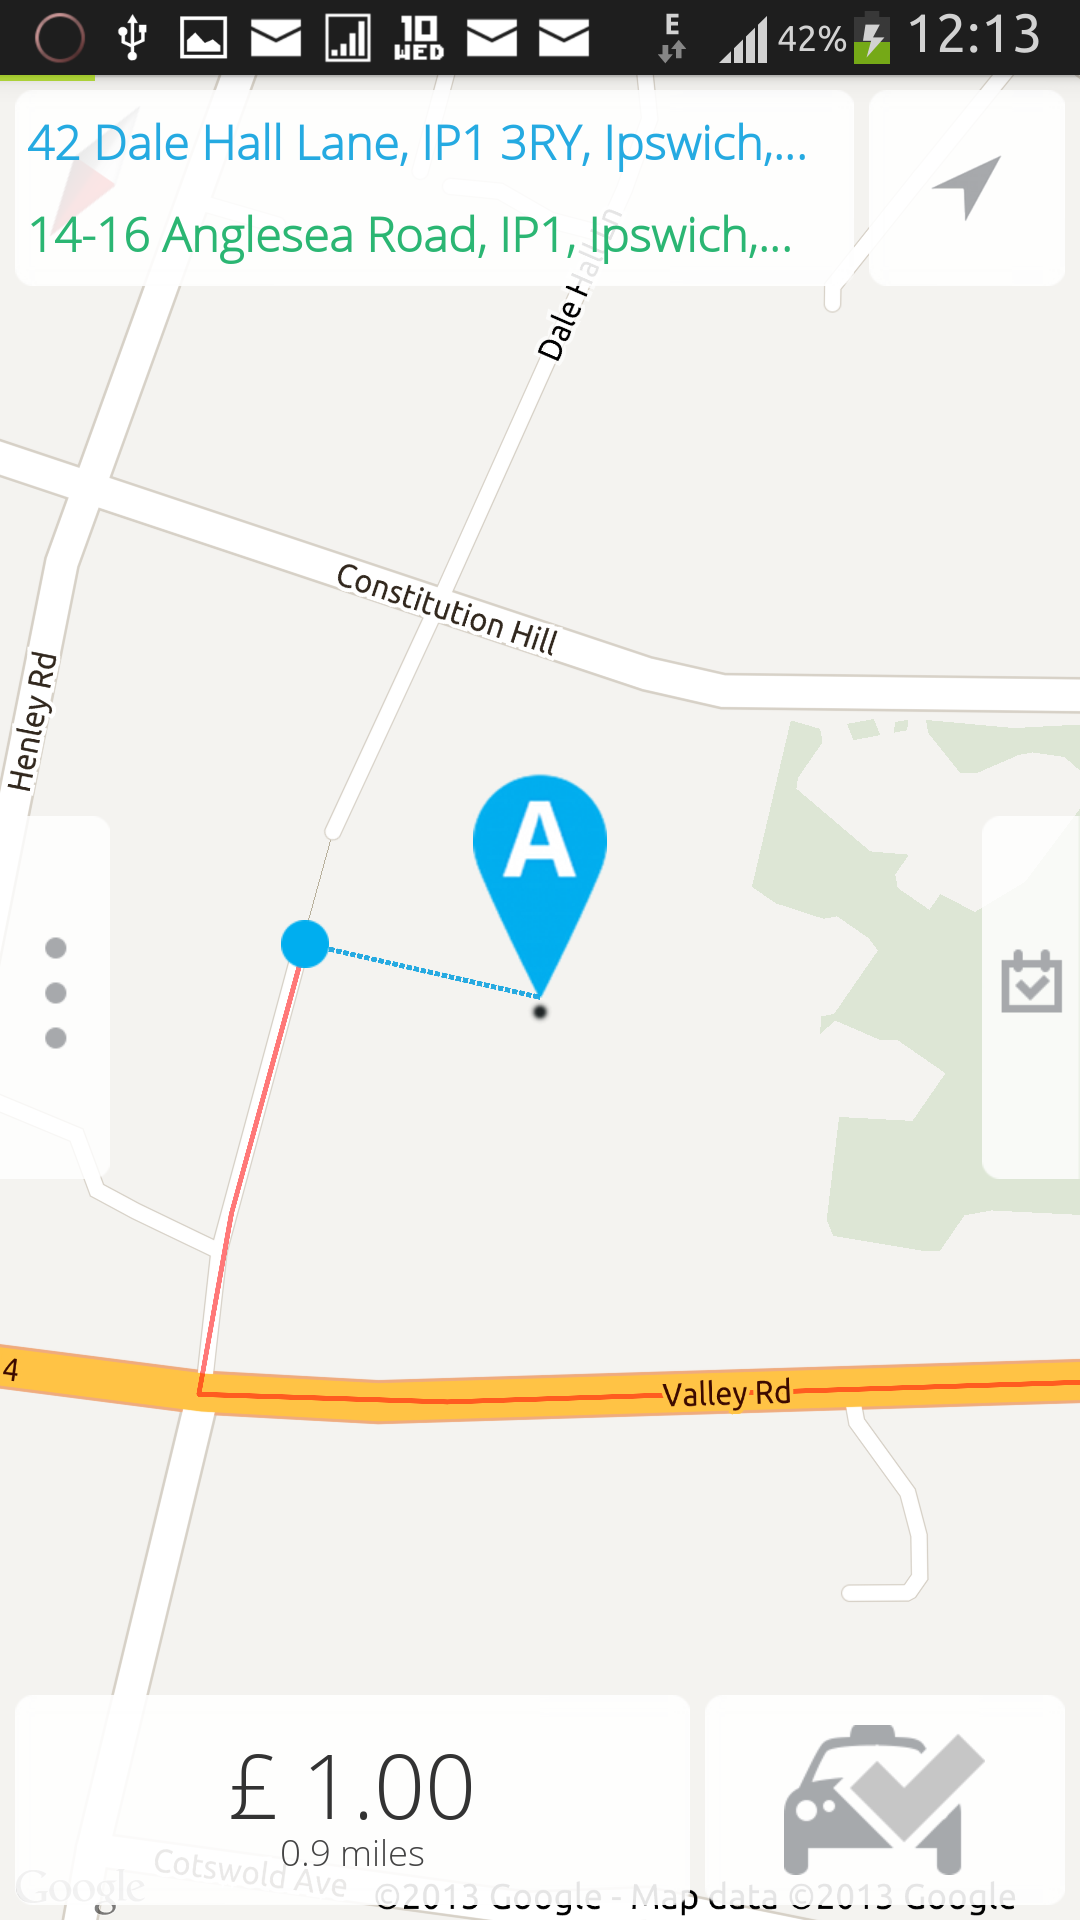 10
WED
E
42%
12:13
42 Dale Hall Lane, IP1 3RY, Ipswich,...
14-16 Anglesea Road, IP1, Ipswich,...
Dale Hall Ln
Constitution Hill
Henley Rd
A
4
Valley Rd
£ 1.00
0.9 miles
Cotswold Ave
Google
©2013 Google - Map data ©2013 Google